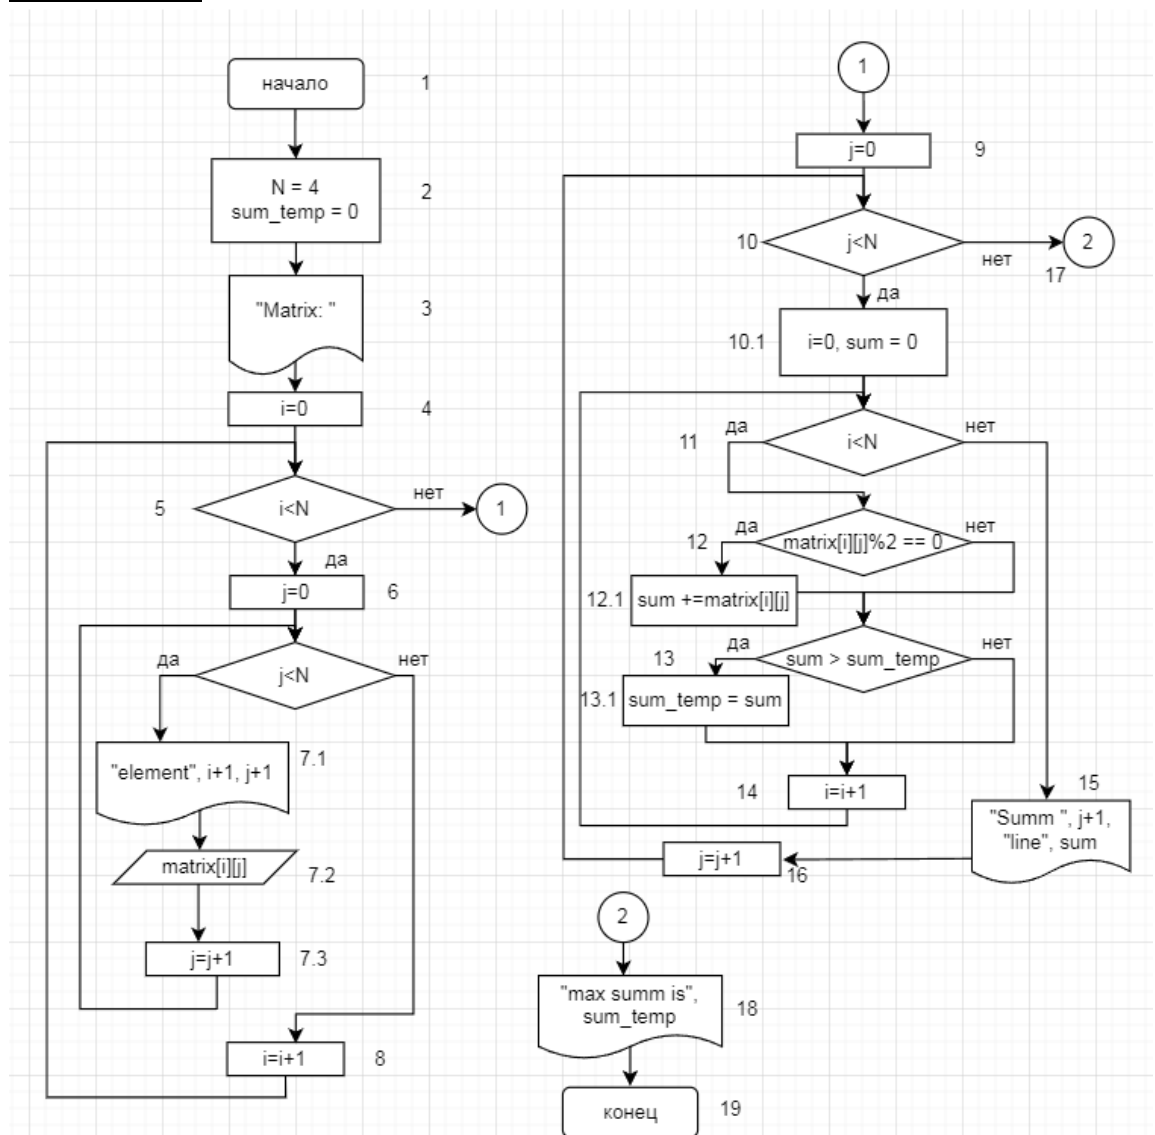 начало
1
N = 4
sum_temp = 0
2
"Matrix: "
3
i=0
4
5
i<N
нет
1
да
j=0
6
да
j<N
нет
"element", i+1, j+1
7.1
matrix[i][j]
7.2
j=j+1
7.3
i=i+1
8
1
j=0
9
10
j<N
нет
2
17
да
10.1
i=0, sum = 0
11
да
i<N
нет
12
да
matrix[i][j]%2 == 0
нет
12.1
sum +=matrix[i][j]
13
да
sum > sum_temp
нет
13.1
sum_temp = sum
14
i=i+1
15
"Summ ", j+1,
"line", sum
j=j+1
16
2
"max summ is",
sum_temp
18
конец
19